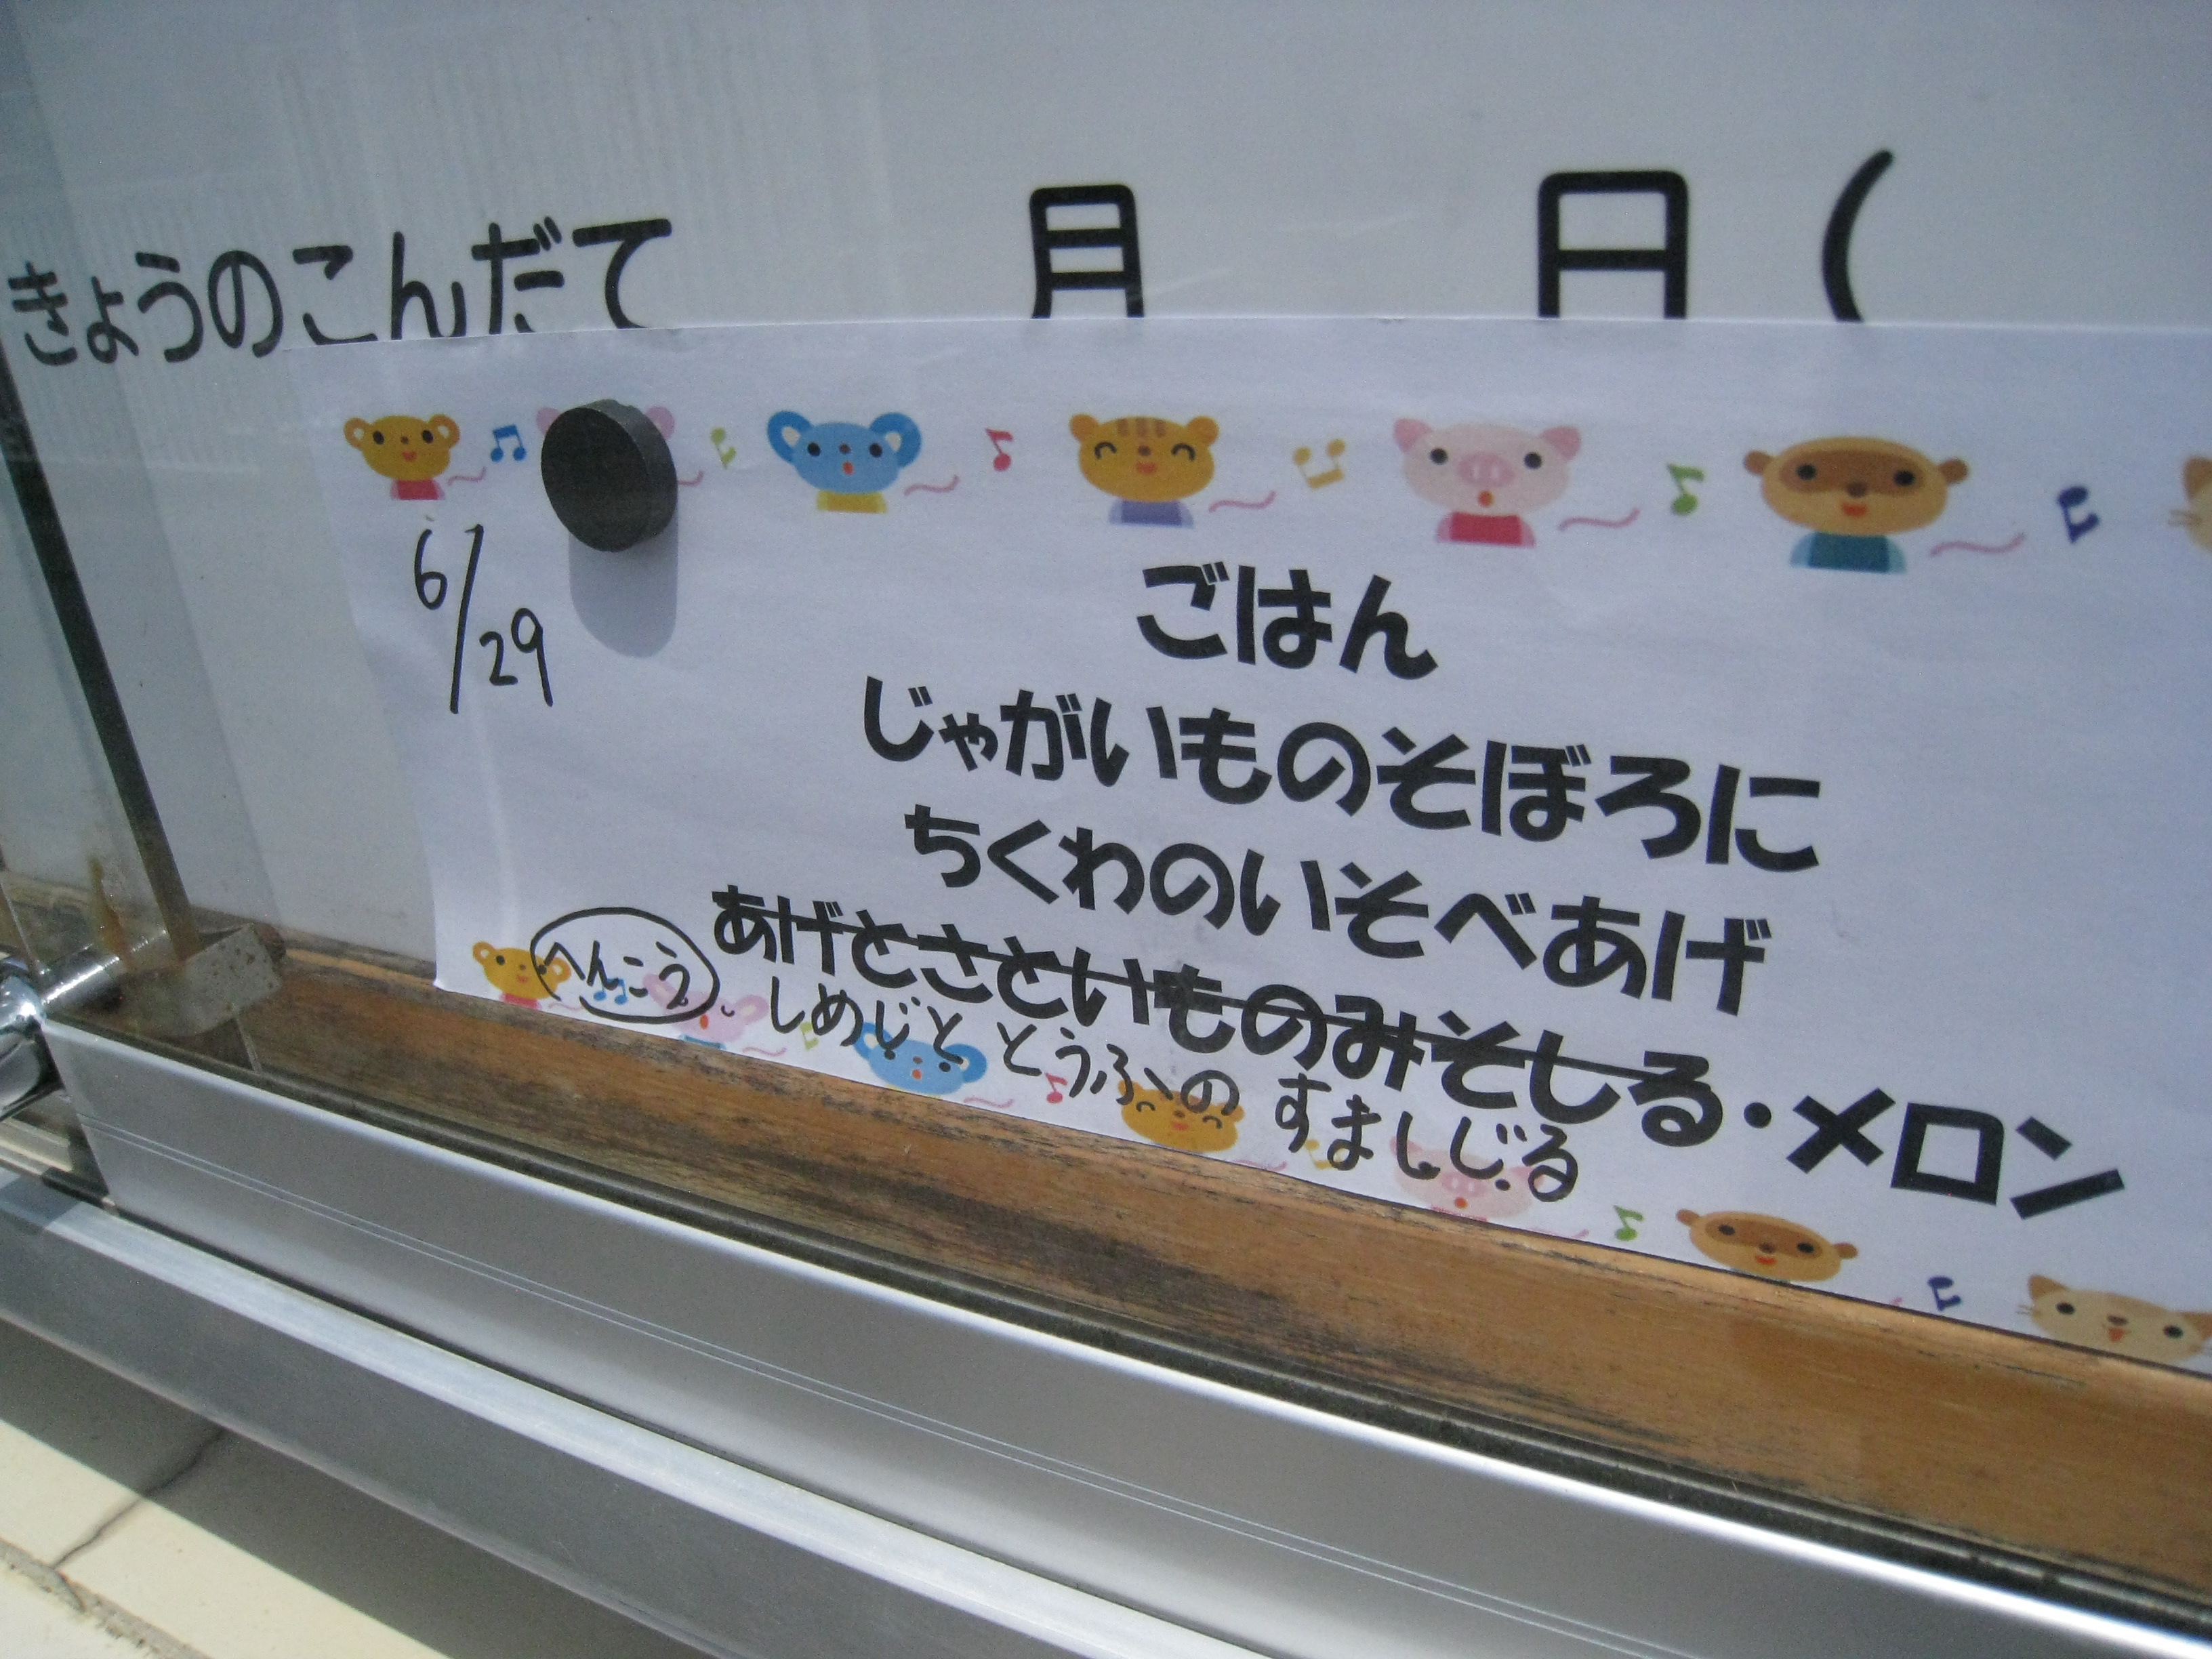 きょうのこんだて 月 日(
6/29
ごはん
じゃがいものそぼろに
ちくわのいそべあげ
あげとさといものみそしる・メロン
へんこう しめじととうふの すましじる